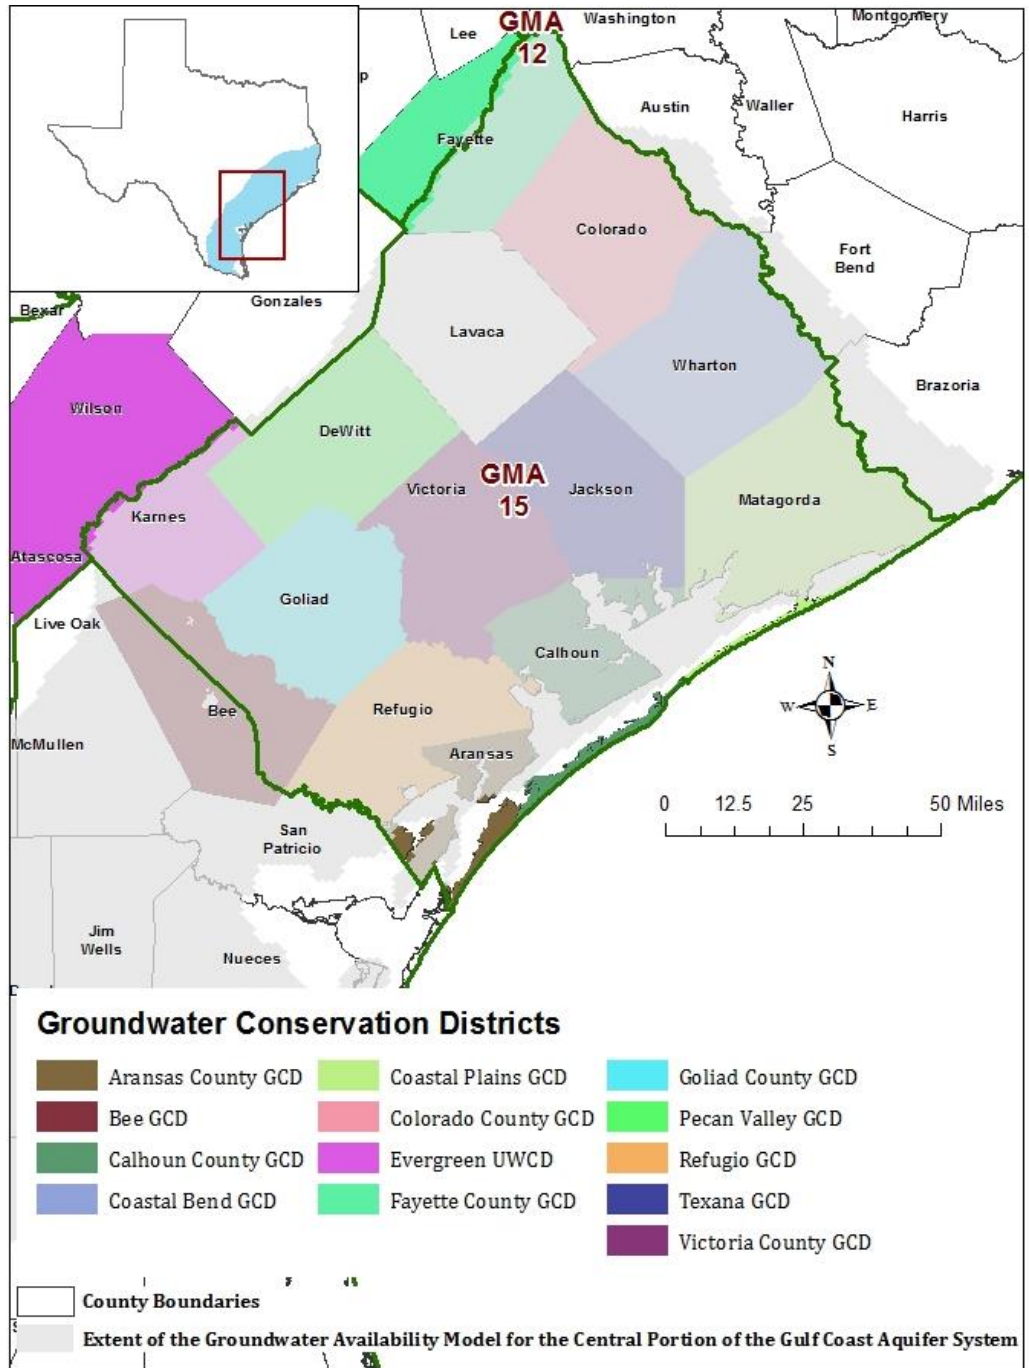 GMA
12
Lee
Washington
Montgomery
p
Fayette
Austin
Waller
Harris
Colorado
Fort
Bend
Bexar
Gonzales
Lavaca
Wharton
Brazoria
Wilson
DeWitt
GMA
15
Victoria
Jackson
Matagorda
Karnes
Atascosa
Goliad
Live Oak
Calhoun
Bee
Refugio
McMullen
Aransas
N
W
E
S
0 12.5 25 50 Miles
San
Patricio
Jim
Wells
Nueces
Groundwater Conservation Districts
Aransas County GCD
Bee GCD
Calhoun County GCD
Coastal Bend GCD
Coastal Plains GCD
Colorado County GCD
Evergreen UWCD
Fayette County GCD
Goliad County GCD
Pecan Valley GCD
Refugio GCD
Texana GCD
Victoria County GCD
County Boundaries
Extent of the Groundwater Availability Model for the Central Portion of the Gulf Coast Aquifer System